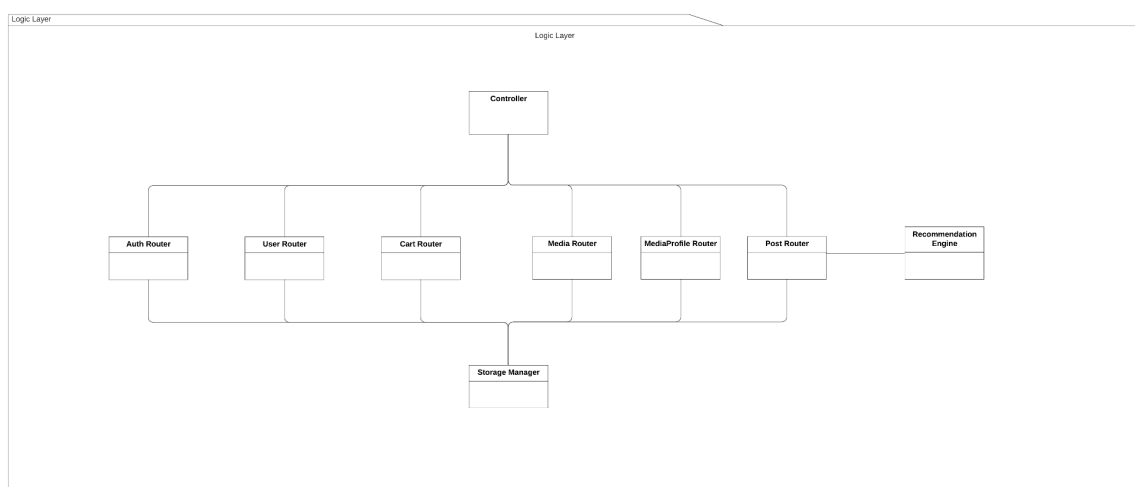 Logic Layer
Logic Layer
Controller
Auth Router
User Router
Cart Router
Media Router
MediaProfile Router
Post Router
Recommendation
Engine
Storage Manager